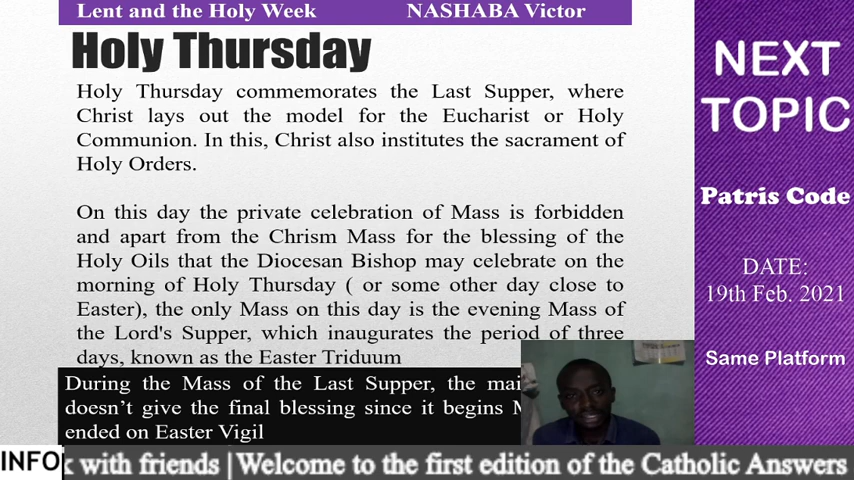 Lent and the Holy Week NASHABA Victor
Holy Thursday
Holy Thursday commemorates the Last Supper, where
Christ lays out the model for the Eucharist or Holy
Communion. In this, Christ also institutes the sacrament of
Holy Orders.
On this day the private celebration of Mass is forbidden
and apart from the Chrism Mass for the blessing of the
Holy Oils that the Diocesan Bishop may celebrate on the
morning of Holy Thursday ( or some other day close to
Easter), the only Mass on this day is the evening Mass of
the Lord's Supper, which inaugurates the period of three
days, known as the Easter Triduum
During the Mass of the Last Supper, the mai
doesn't give the final blessing since it begins M
ended on Easter Vigil
NEXT
TOPIC
Patris Code
DATE:
19th Feb, 2021
Same Platform
INFO k with friends |Welcome to the first edition of the Catholic Answers